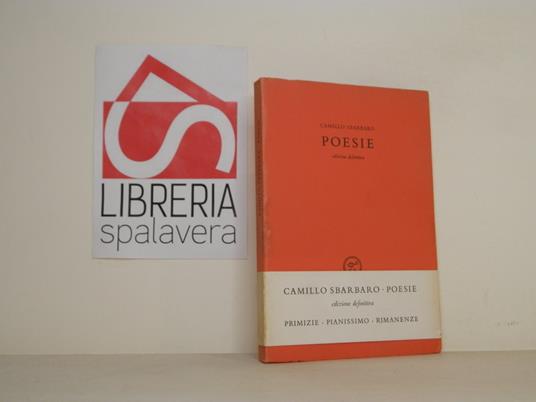 LIBRERIA
spalavera
CAMILLO SBARBARO
POESIE
edizione definitiva
CAMILLO SBARBARO · POESIE
edizione definitiva
PRIMIZIE · PIANISSIMO · RIMANENZE